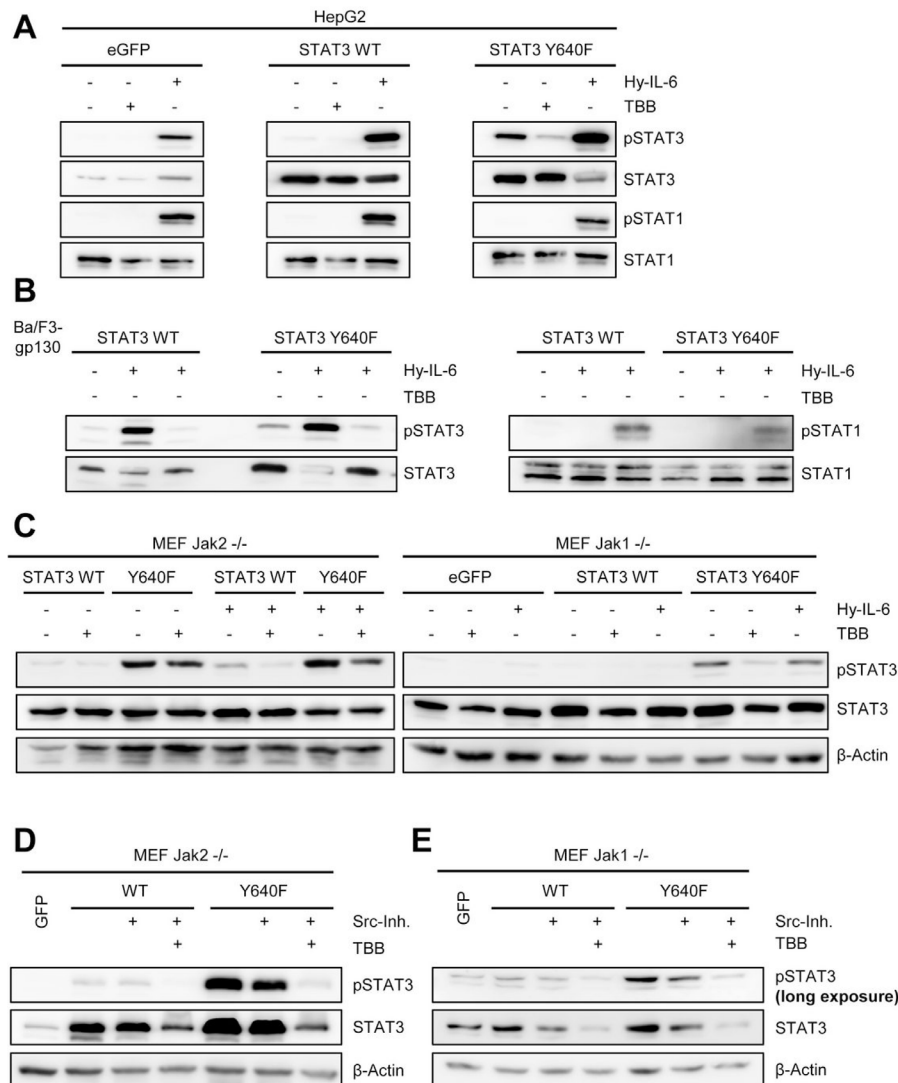 A
HepG2
eGFP STAT3 WT STAT3 Y640F
- - + - - + - - + Hy-IL-6
- + - - + - - + - TBB
pSTAT3
STAT3
pSTAT1
STAT1
B
Ba/F3-
gp130
STAT3 WT STAT3 Y640F STAT3 WT STAT3 Y640F
- + + - + + Hy-IL-6 - + + - + + Hy-IL-6
- - - - - - TBB - - - - - - TBB
pSTAT3 pSTAT1
STAT3 STAT1
C
MEF Jak2 -/- MEF Jak1 -/-
STAT3 WT Y640F STAT3 WT Y640F eGFP STAT3 WT STAT3 Y640F
- - - - + + + + - - + - - + - - + Hy-IL-6
- + - + - + - + - + - - + - - + - TBB
pSTAT3
STAT3
β-Actin
D
MEF Jak2 -/-
GFP WT Y640F
+ + + + Src-Inh.
+ + TBB
pSTAT3
STAT3
β-Actin
E
MEF Jak1 -/-
GFP WT Y640F
+ + + + Src-Inh.
+ + TBB
pSTAT3
(long exposure)
STAT3
β-Actin